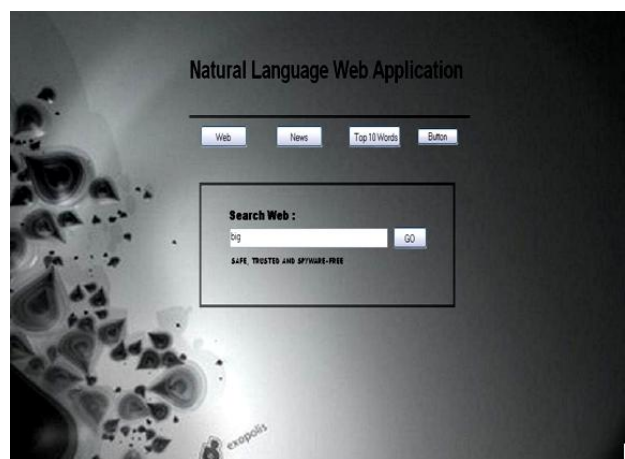 Natural Language Web Application
Web News Top 10 Words Button
Search Web :
big GO
SAFE, TRUSTED AND SPYWARE-FREE
exopolis